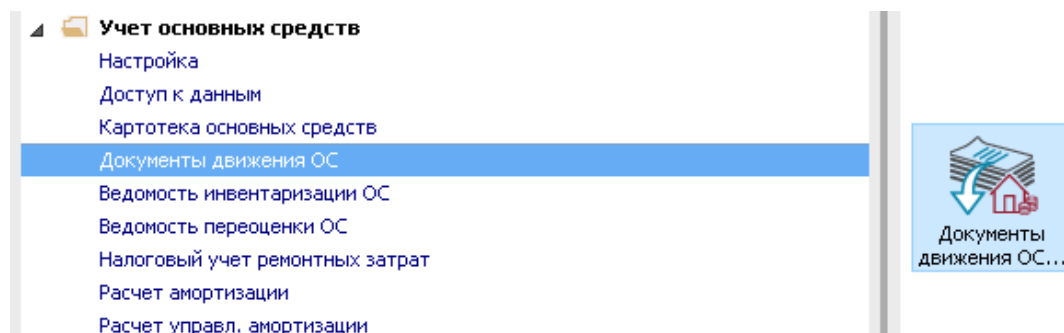 Учет основных средств
Настройка
Доступ к данным
Картотека основных средств
Документы движения ОС
Ведомость инвентаризации ОС
Ведомость переоценки ОС
Налоговый учет ремонтных затрат
Расчет амортизации
Расчет управл. амортизации
Документы
движения ОС...